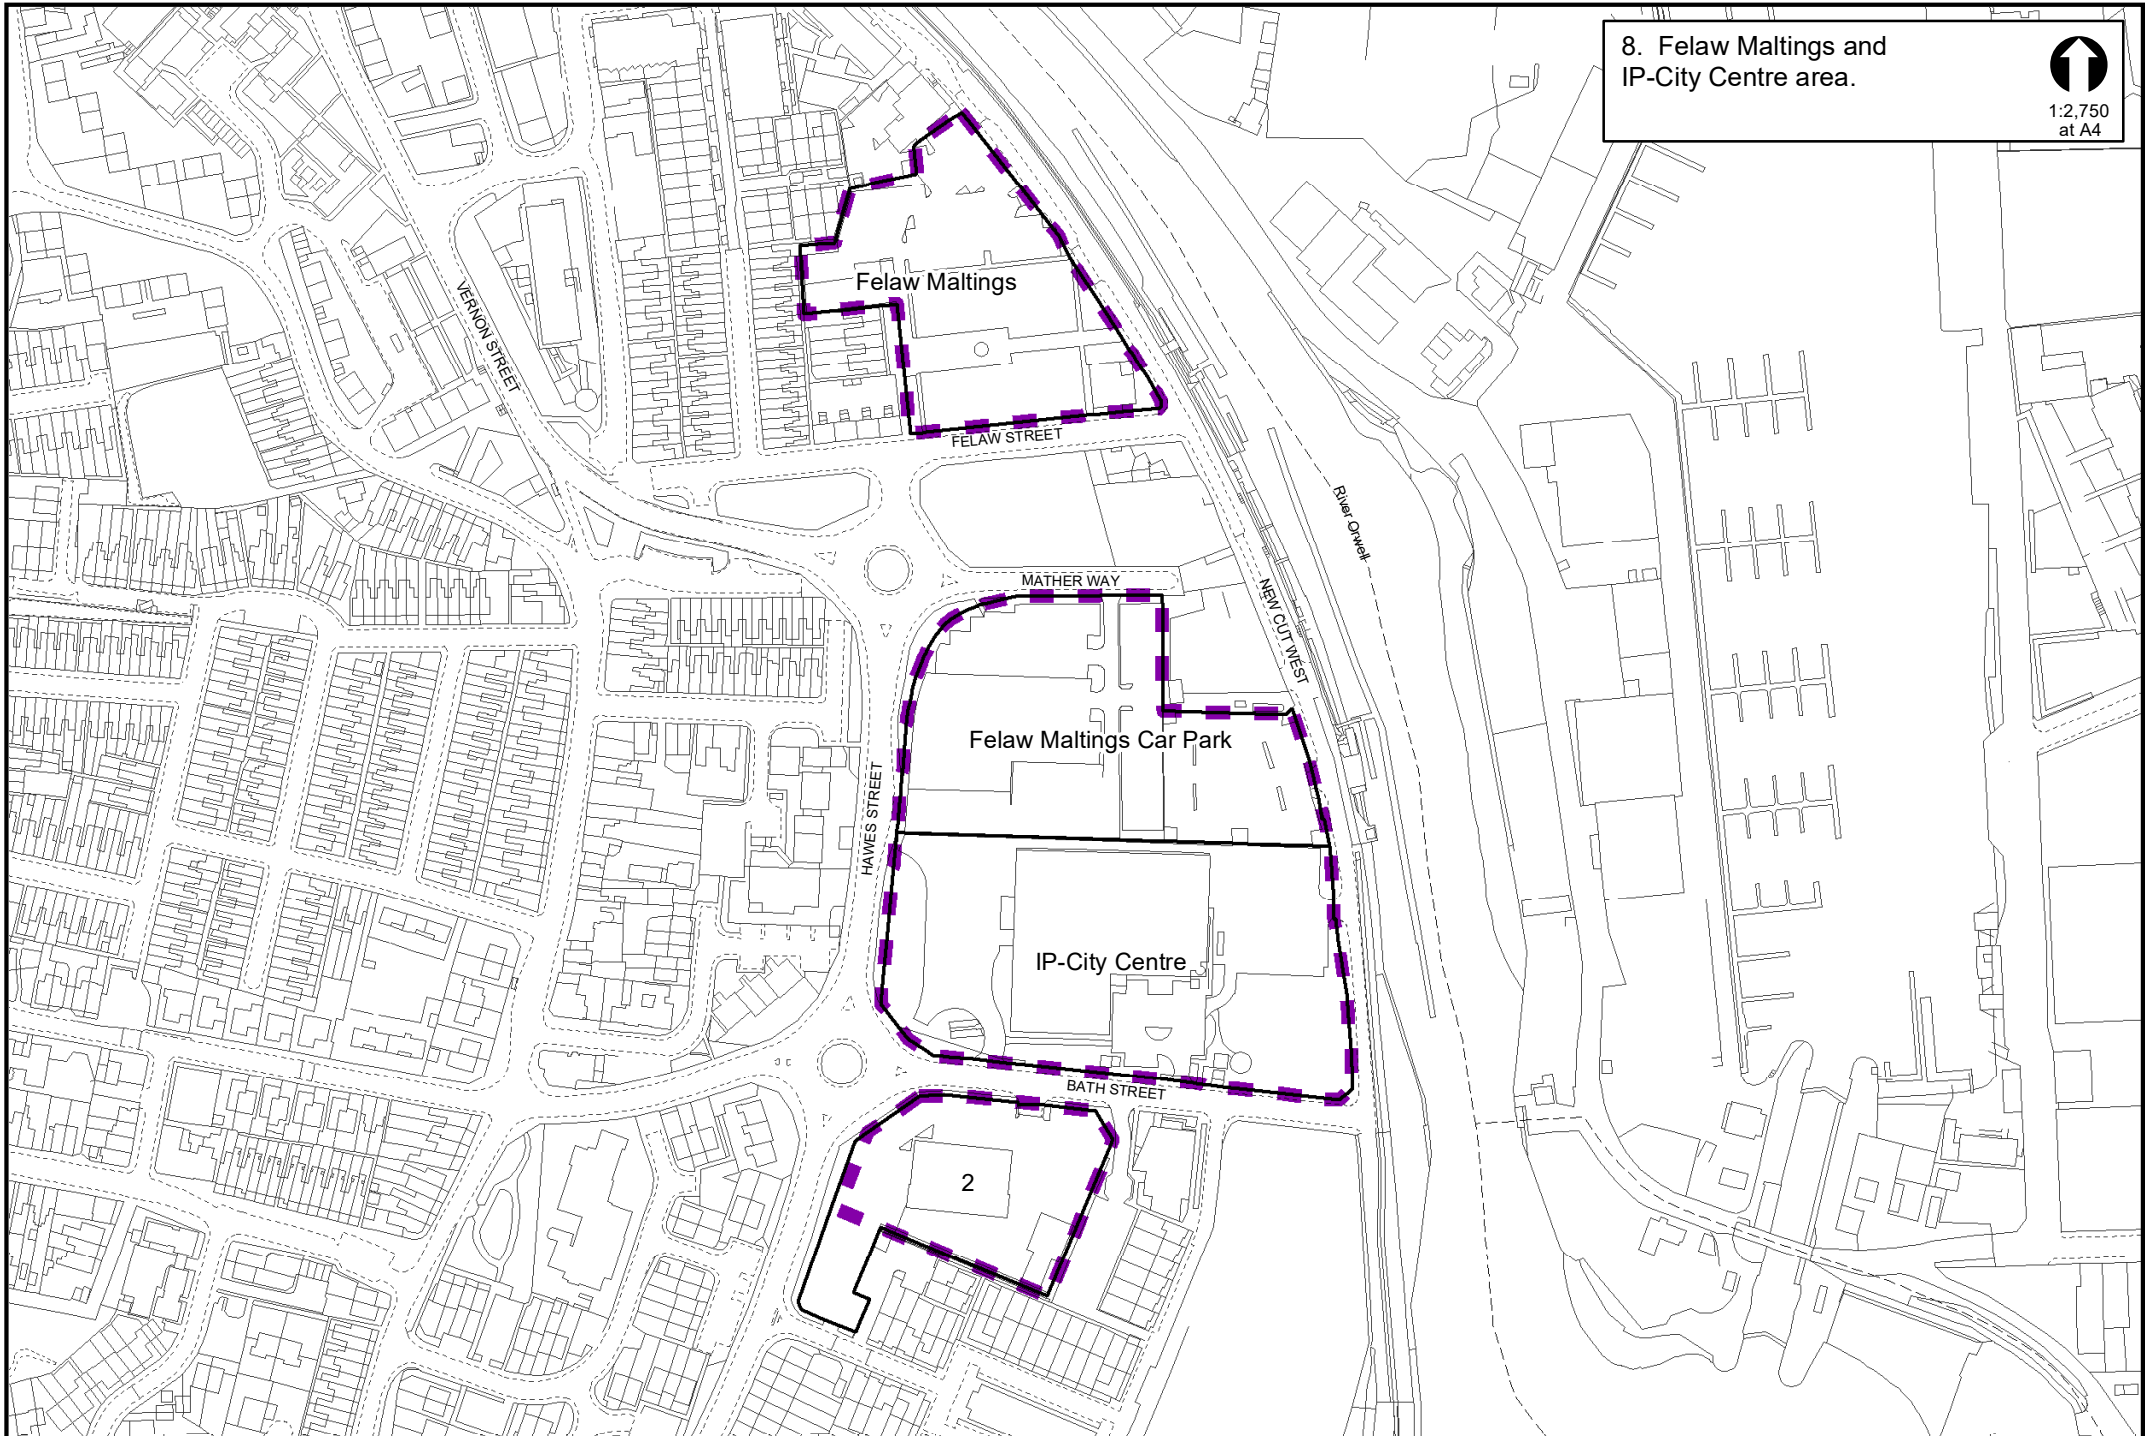 8. Felaw Maltings and
IP-City Centre area.
1:2,750
at A4
Felaw Maltings
VERNON STREET
FELAW STREET
River Orwell
MATHER WAY
NEW CUT WEST
Felaw Maltings Car Park
HAWES STREET
IP-City Centre
BATH STREET
2